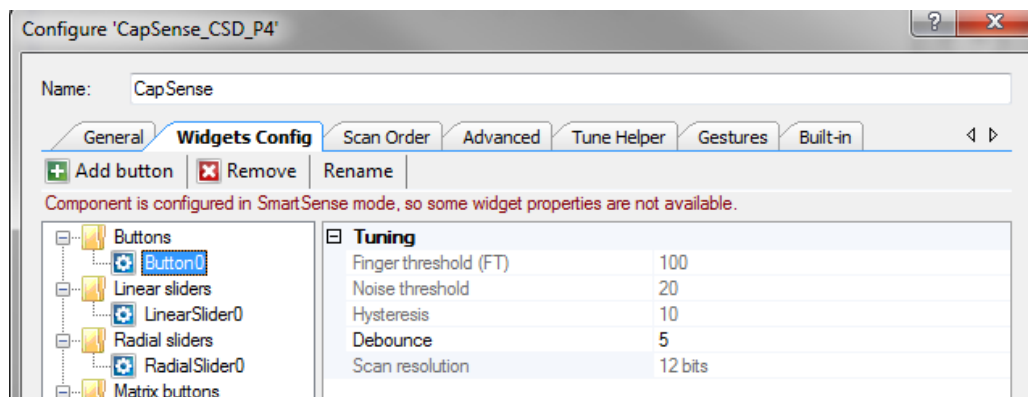 Configure 'CapSense_CSD_P4'
Name: CapSense
General Widgets Config Scan Order Advanced Tune Helper Gestures Built-in
Add button Remove Rename
Component is configured in SmartSense mode, so some widget properties are not available.
Buttons
Button0
Linear sliders
LinearSlider0
Radial sliders
RadialSlider0
Matrix buttons
Tuning
Finger threshold (FT) 100
Noise threshold 20
Hysteresis 10
Debounce 5
Scan resolution 12 bits